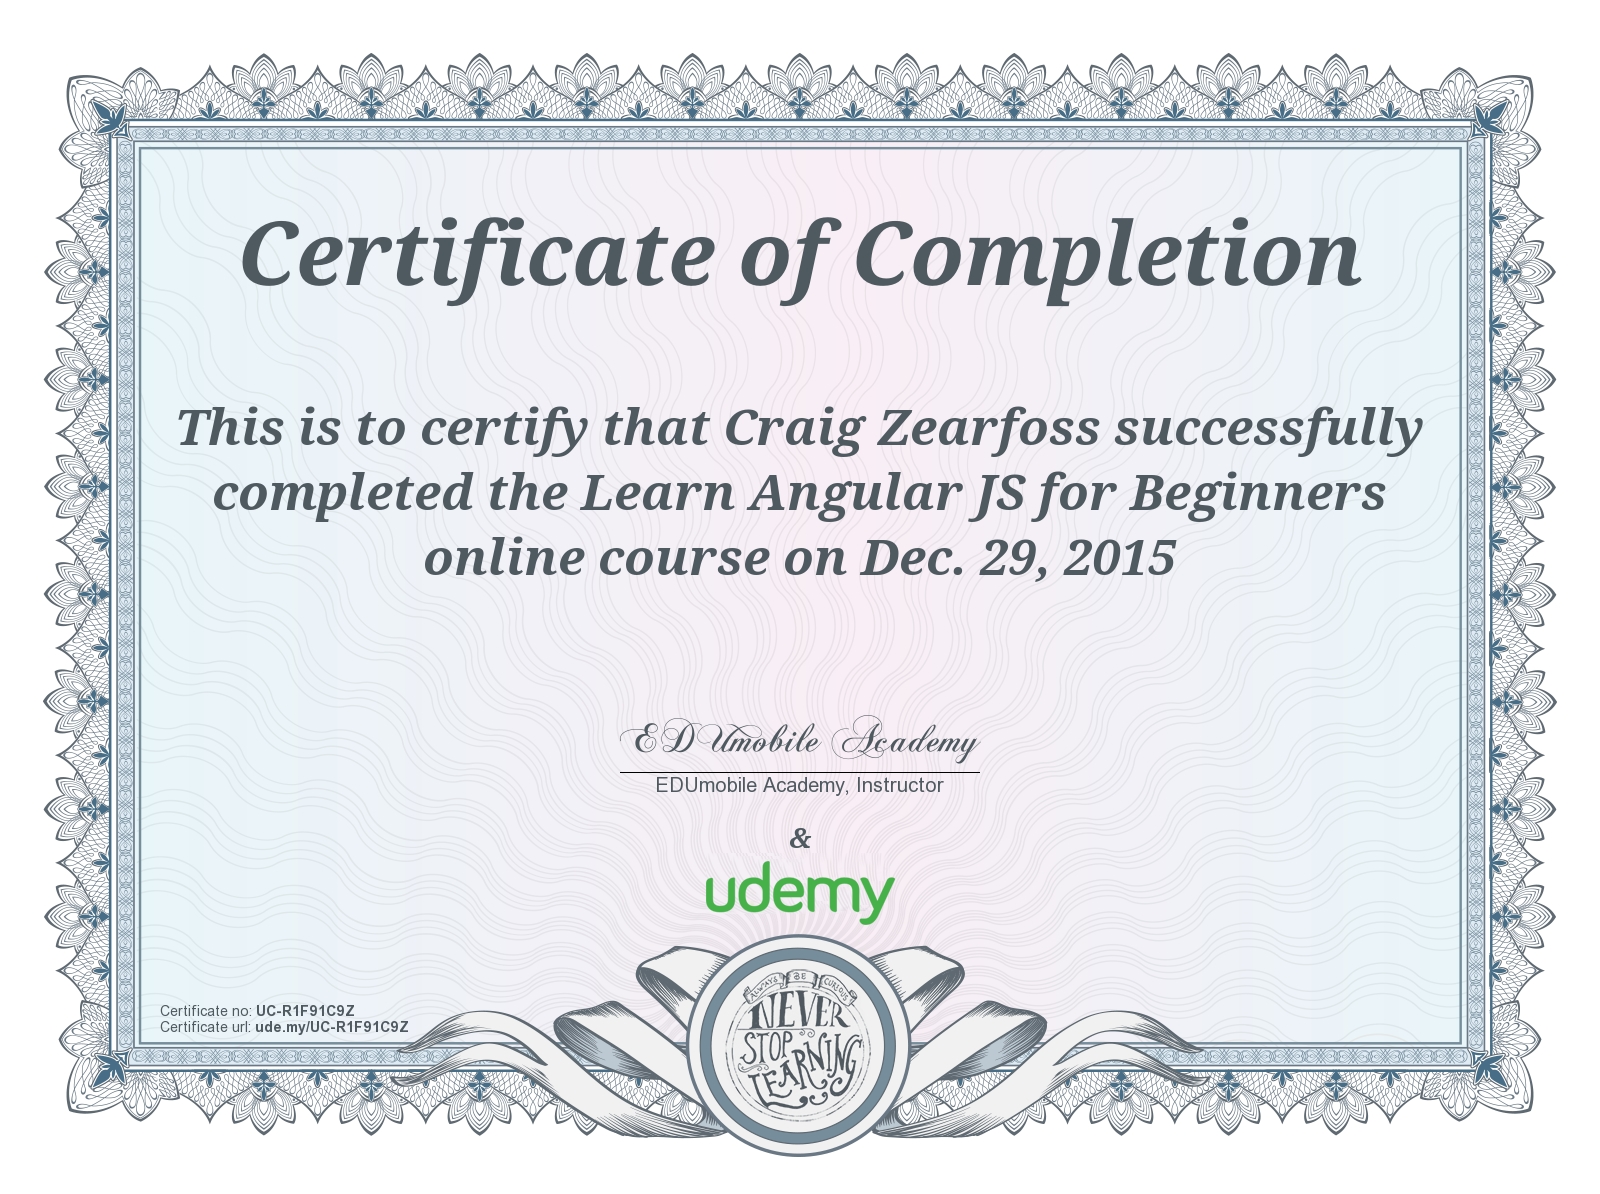 Certificate of Completion
This is to certify that Craig Zearfoss successfully
completed the Learn Angular JS for Beginners
online course on Dec. 29, 2015
EDUmobile Academy
EDUmobile Academy, Instructor
&
udemy
Certificate no: UC-R1F91C9Z
Certificate url: ude.my/UC-R1F91C9Z
ALWAYS BE CURIOUS
NEVER
STOP
LEARNING